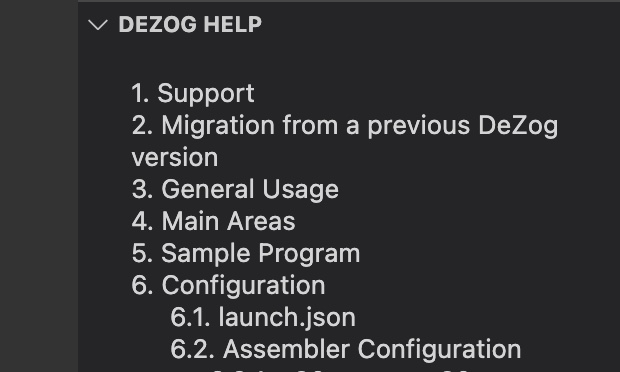 DEZOG HELP
1. Support
2. Migration from a previous DeZog
version
3. General Usage
4. Main Areas
5. Sample Program
6. Configuration
6.1. launch.json
6.2. Assembler Configuration